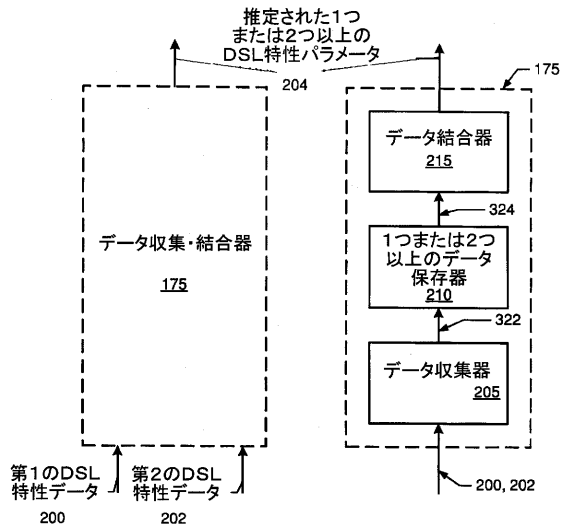 推定された1つ
または2つ以上の
DSL特性パラメータ
204
175
データ結合器
215
324
データ収集・結合器
175
1つまたは2つ
以上のデータ
保存器
210
322
データ収集器
205
第1のDSL
特性データ
200
第2のDSL
特性データ
202
200, 202